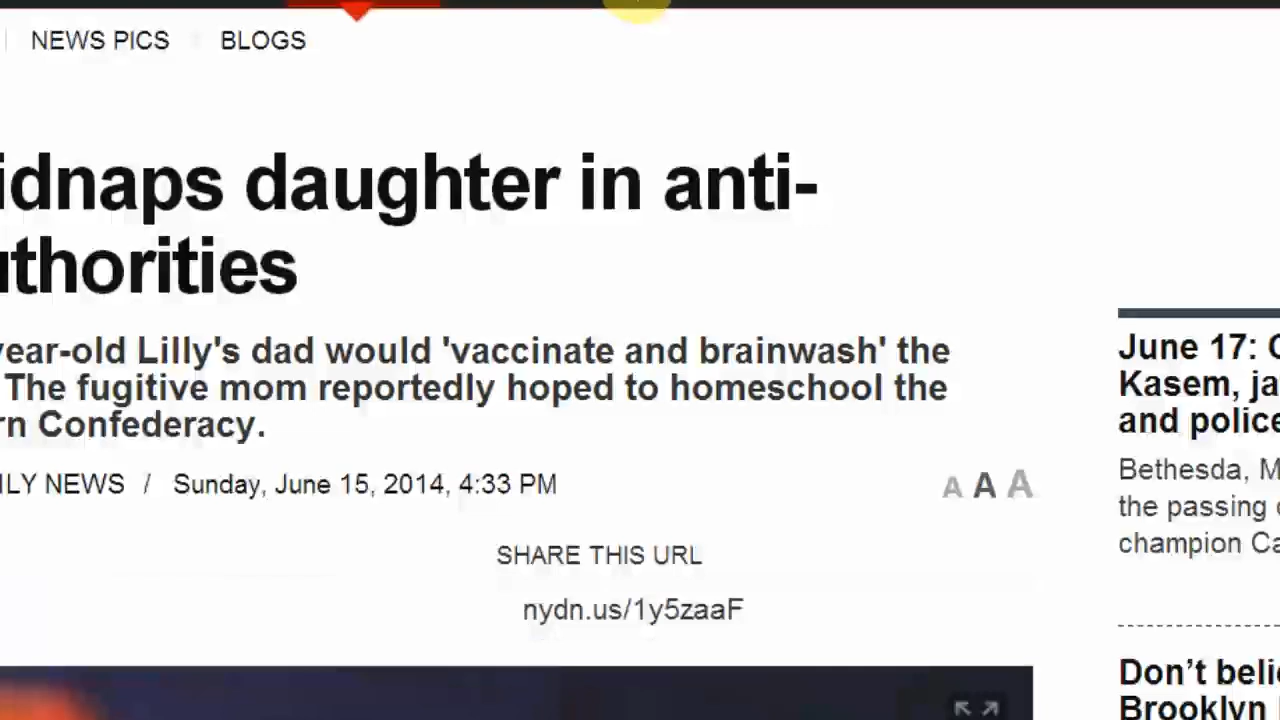 NEWS PICS
BLOGS
idnaps daughter in anti-
uthorities
year-old Lilly's dad would 'vaccinate and brainwash' the
The fugitive mom reportedly hoped to homeschool the
rn Confederacy.
ILY NEWS / Sunday, June 15, 2014, 4:33 PM
A A A
SHARE THIS URL
nydn.us/1y5zaaF
June 17: C
Kasem, ja
and police
Bethesda, M
the passing
champion Ca
Don't beli
Brooklyn